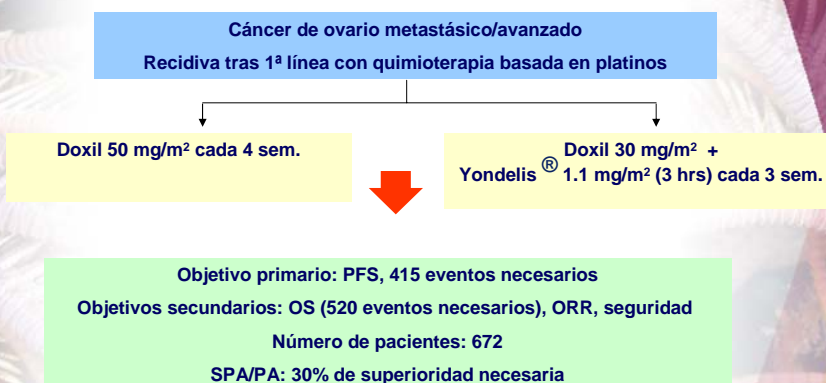 Cáncer de ovario metastásico/avanzado
Recidiva tras 1ª línea con quimioterapia basada en platinos
Doxil 50 mg/m² cada 4 sem.
Doxil 30 mg/m² +
Yondelis ® 1.1 mg/m² (3 hrs) cada 3 sem.
Objetivo primario: PFS, 415 eventos necesarios
Objetivos secundarios: OS (520 eventos necesarios), ORR, seguridad
Número de pacientes: 672
SPA/PA: 30% de superioridad necesaria